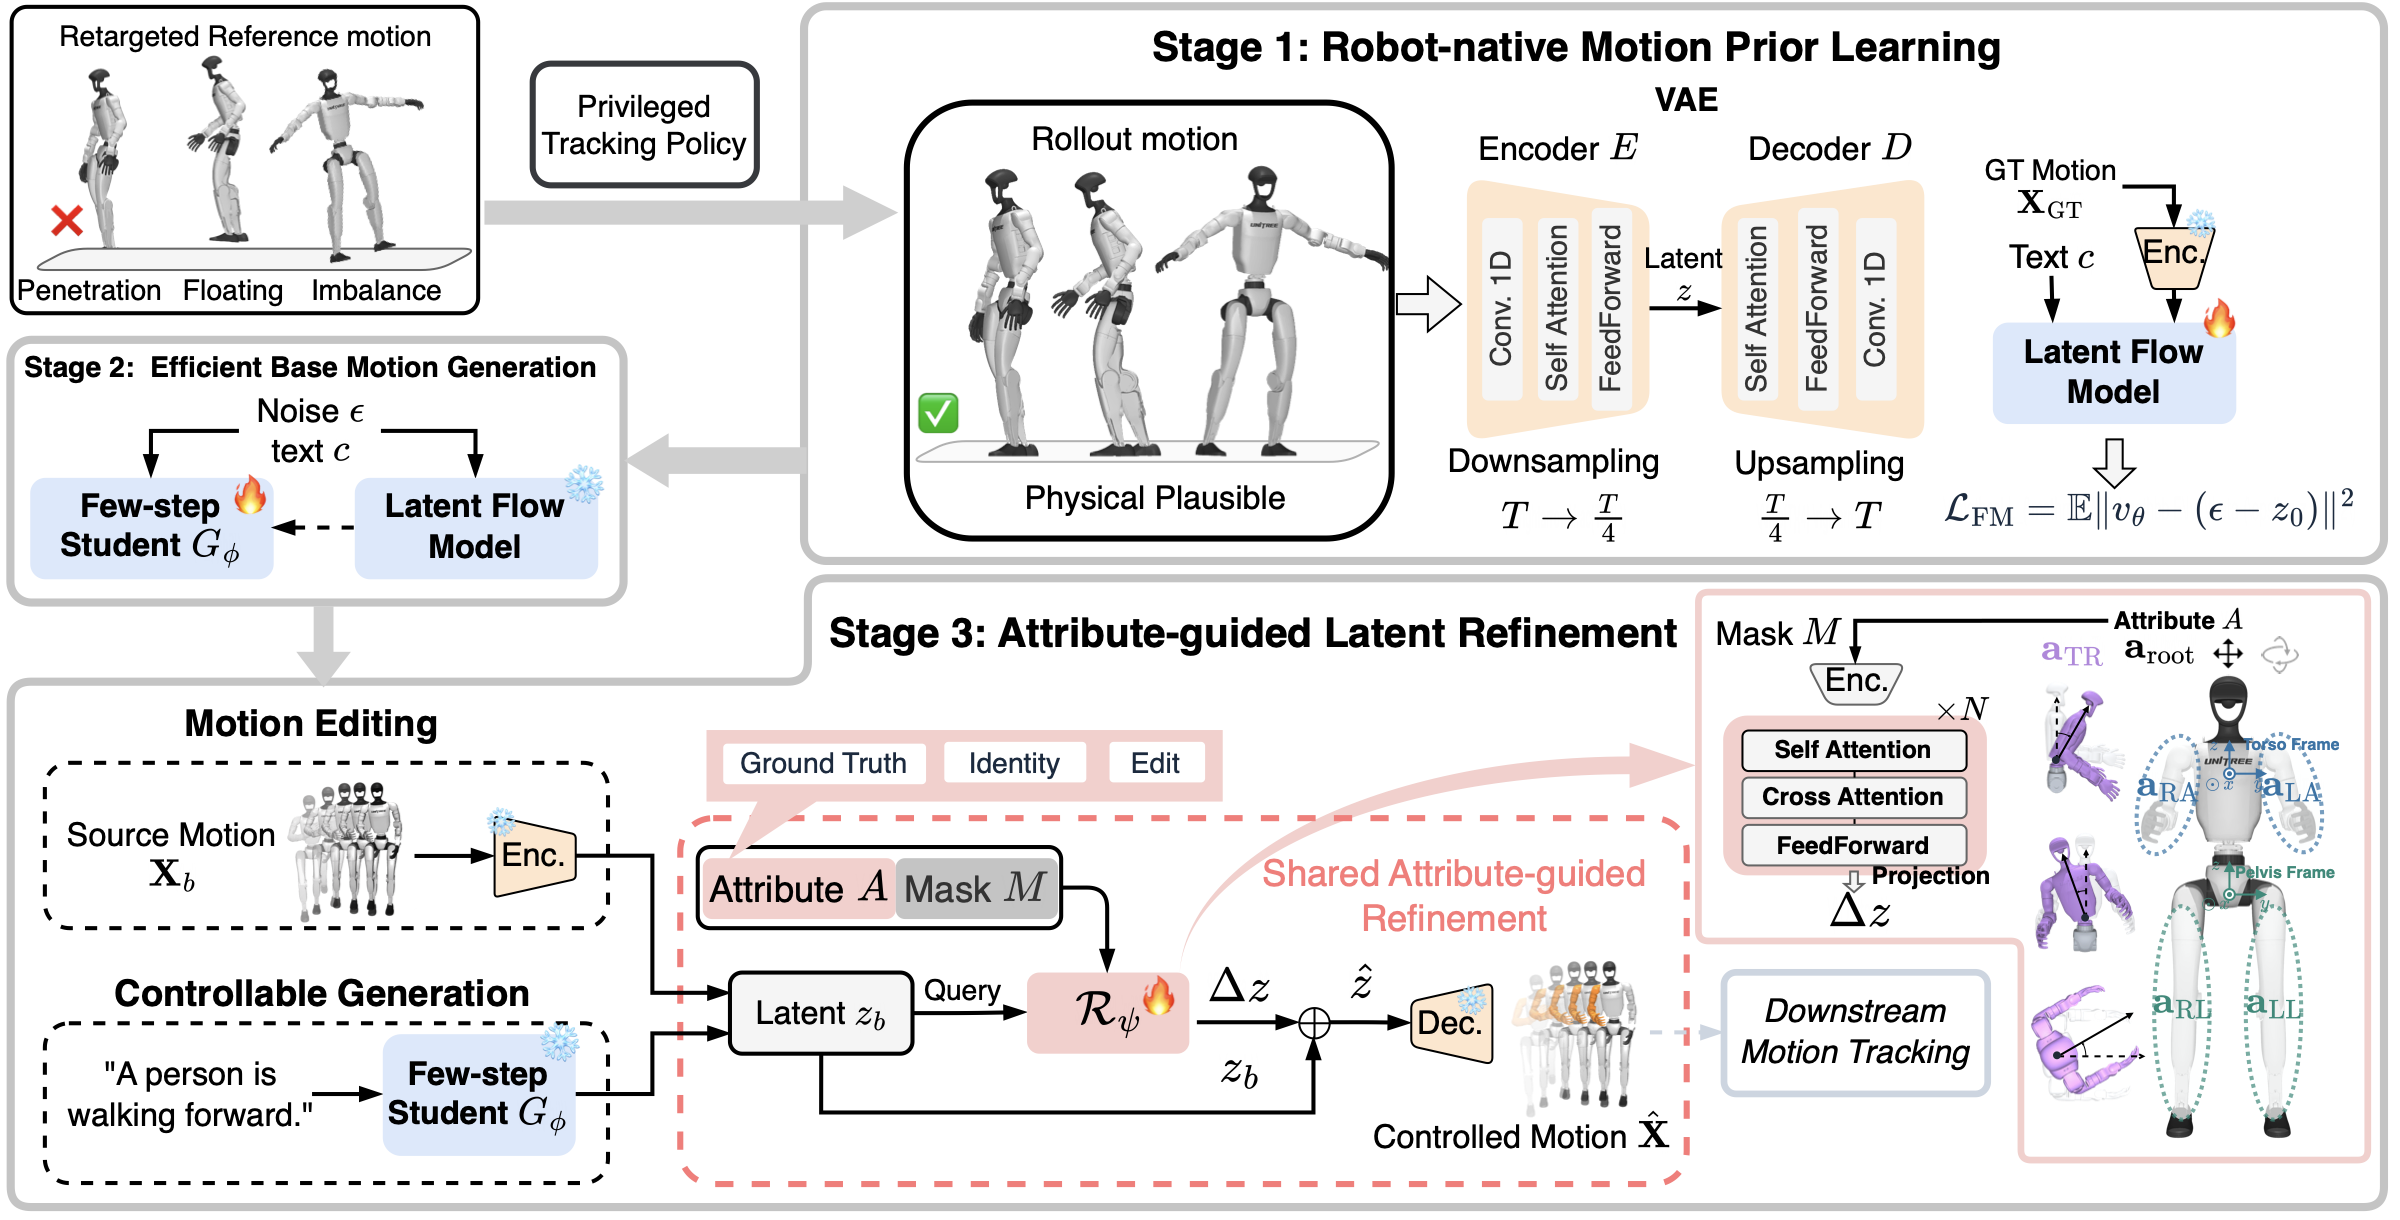 Retargeted Reference motion
Penetration Floating Imbalance
Privileged
Tracking Policy
Stage 1: Robot-native Motion Prior Learning
VAE
Rollout motion
UNITREE
Physical Plausible
Encoder E
Decoder D
Conv. 1D
Self Attention
FeedForward
Latent
z
Self Attention
FeedForward
Conv. 1D
Downsampling
T → T/4
Upsampling
T/4 → T
GT Motion
X_GT
Enc.
Text c
Latent Flow
Model
ℒ_FM = 𝔼‖v_θ − (ϵ − z_0)‖²
Stage 2: Efficient Base Motion Generation
Noise ϵ
text c
Few-step
Student G_ϕ
Latent Flow
Model
Stage 3: Attribute-guided Latent Refinement
Motion Editing
Source Motion
X_b
Enc.
Controllable Generation
"A person is
walking forward."
Few-step
Student G_ϕ
Ground Truth Identity Edit
Attribute A Mask M
Shared Attribute-guided
Refinement
Latent z_b
Query
ℛ_ψ
Δz
z_b
ẑ
Dec.
Controlled Motion X̂
Downstream
Motion Tracking
Mask M
Attribute A
Enc.
×N
Self Attention
Cross Attention
FeedForward
Projection
Δz
a_TR a_root
z Torso Frame
UNITREE
x y
a_RA a_LA
z Pelvis Frame
x y
a_RL a_LL